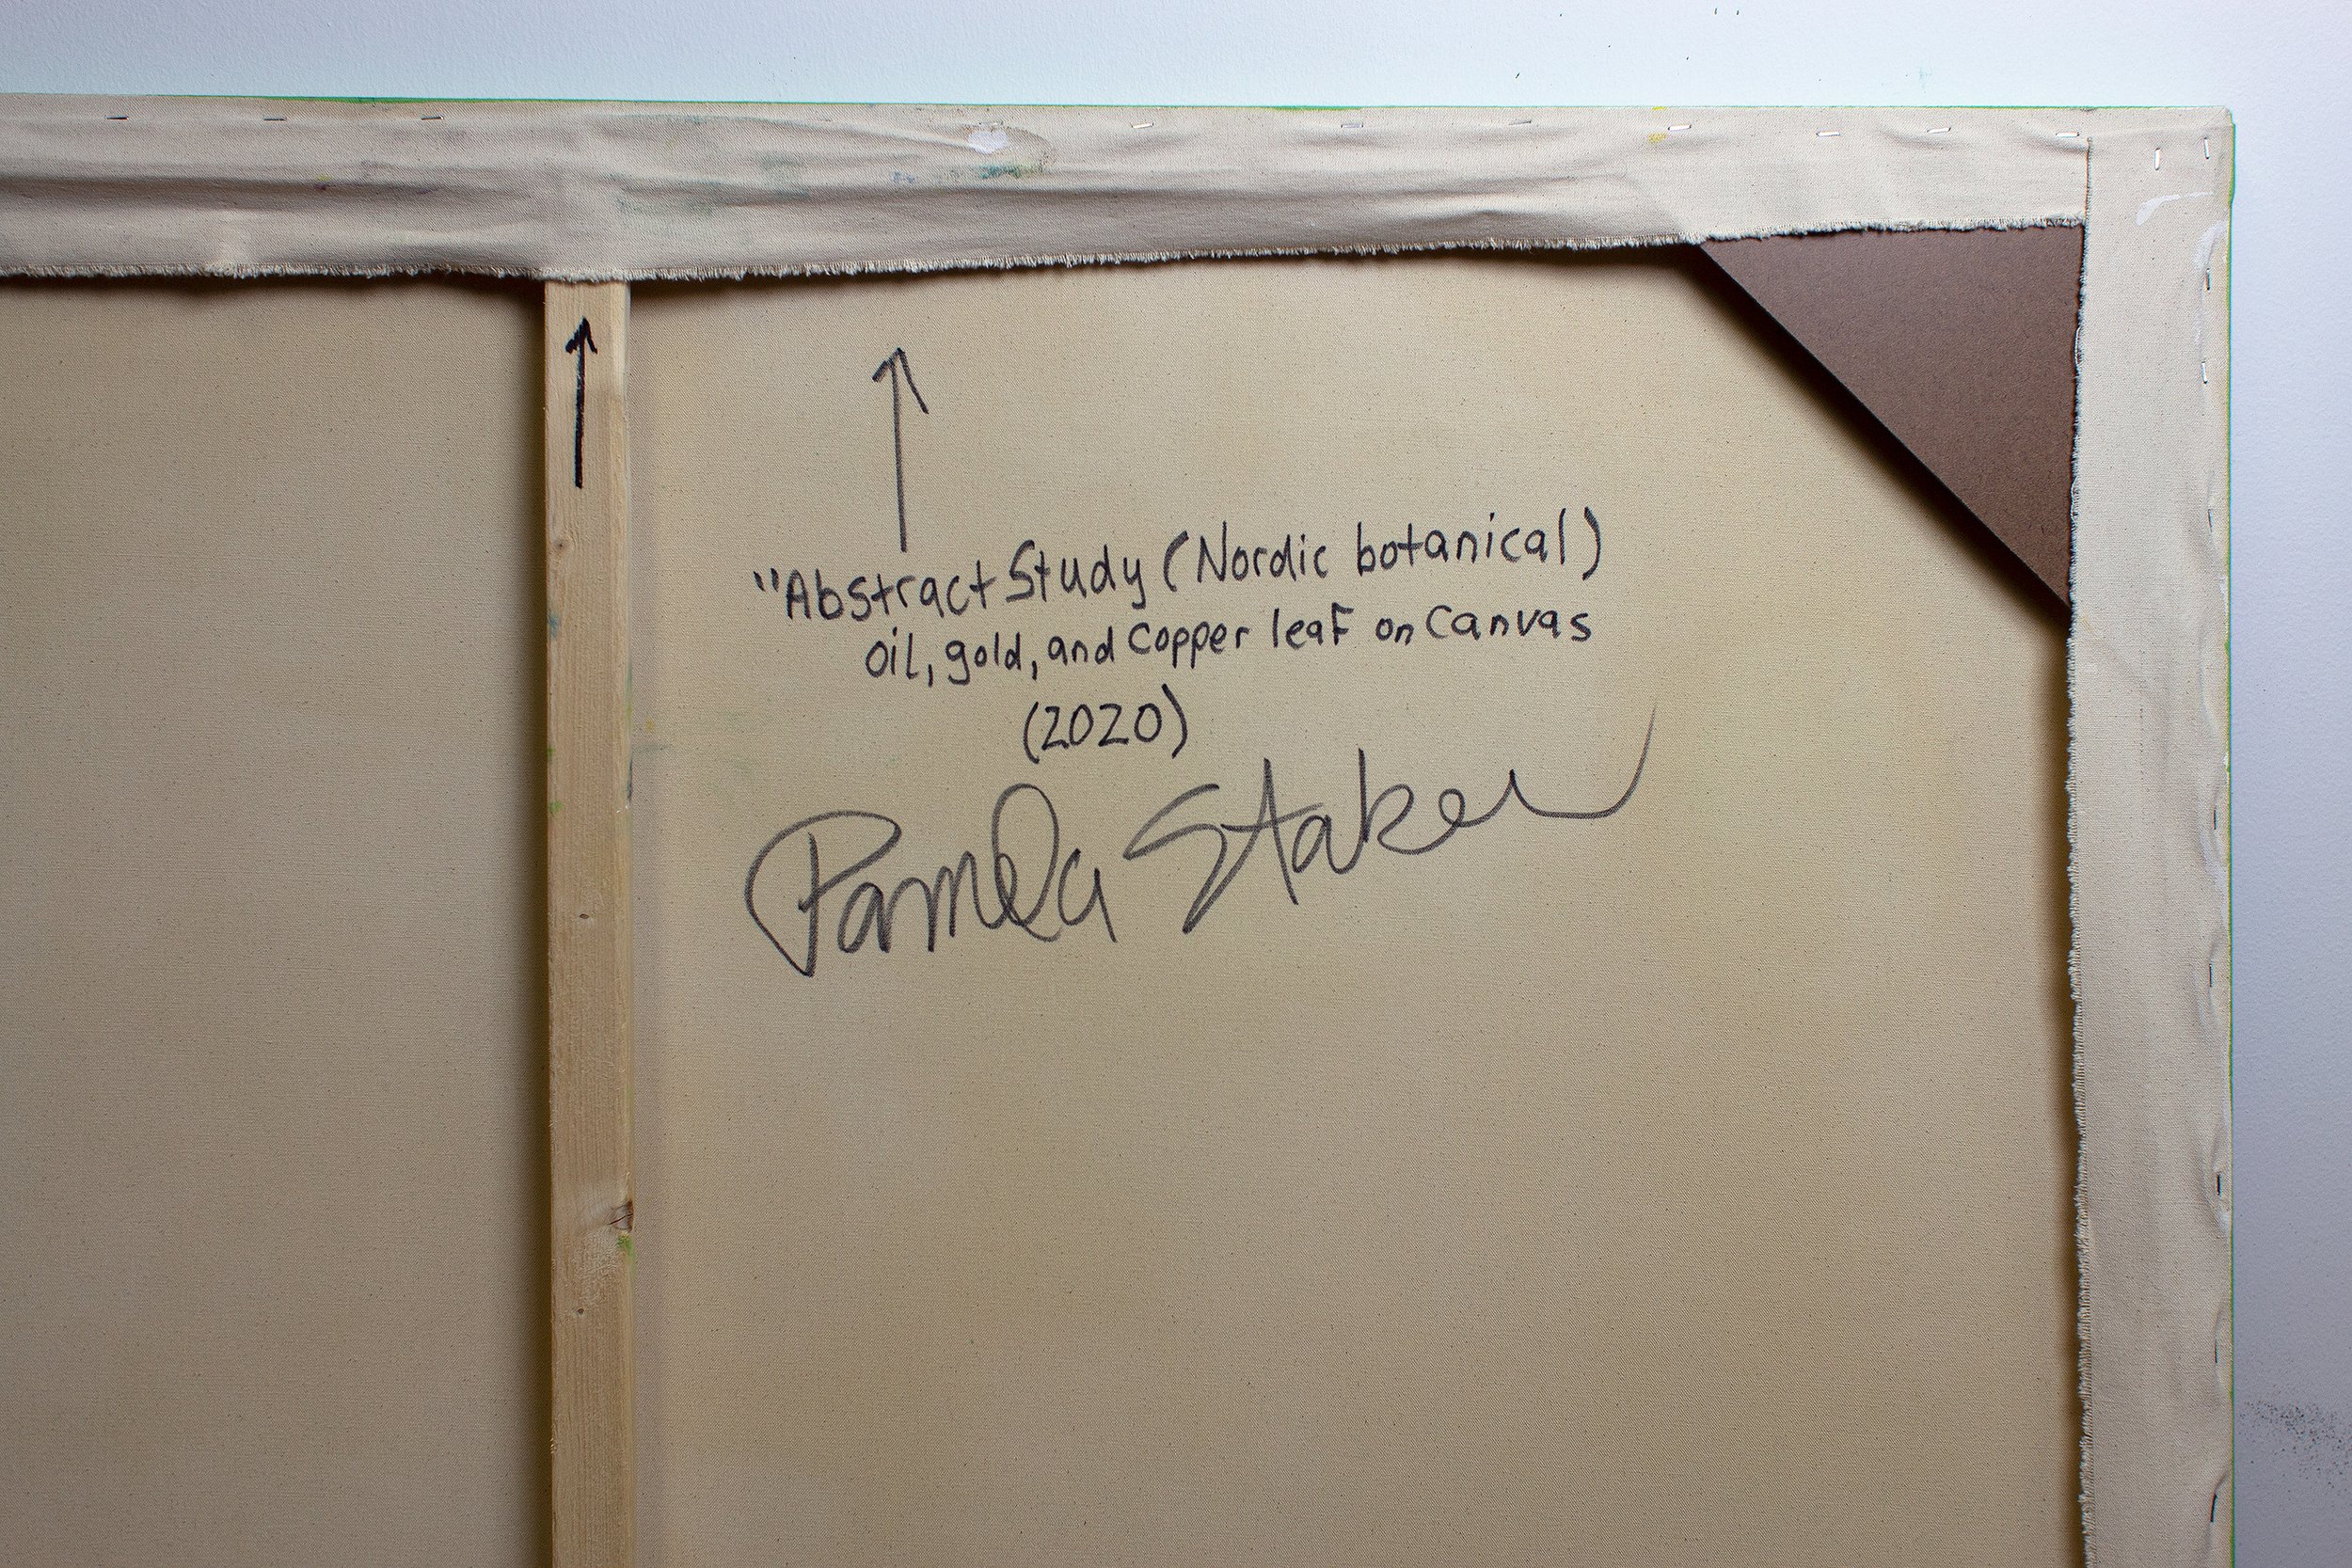 "Abstract Study (Nordic botanical)
oil, gold, and Copper leaf on Canvas
(2020)
Pamela Staker